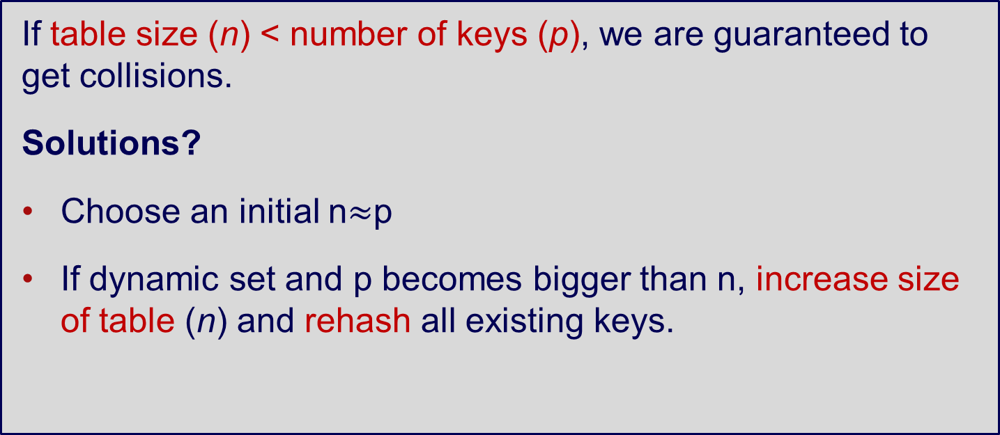 If table size (n) < number of keys (p), we are guaranteed to
get collisions.
Solutions?
• Choose an initial n≈p
• If dynamic set and p becomes bigger than n, increase size
of table (n) and rehash all existing keys.